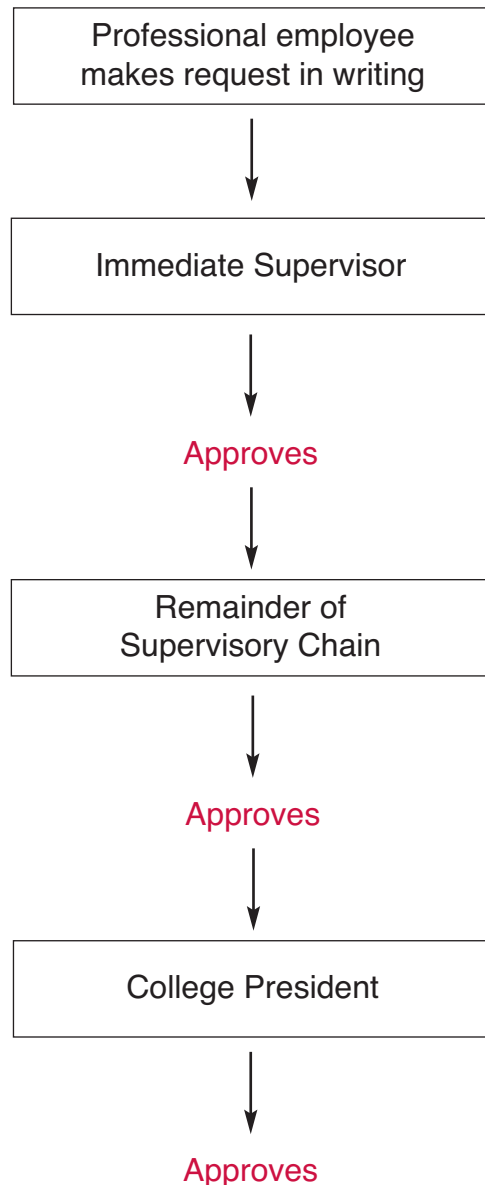 Professional employee
makes request in writing
Immediate Supervisor
Approves
Remainder of
Supervisory Chain
Approves
College President
Approves